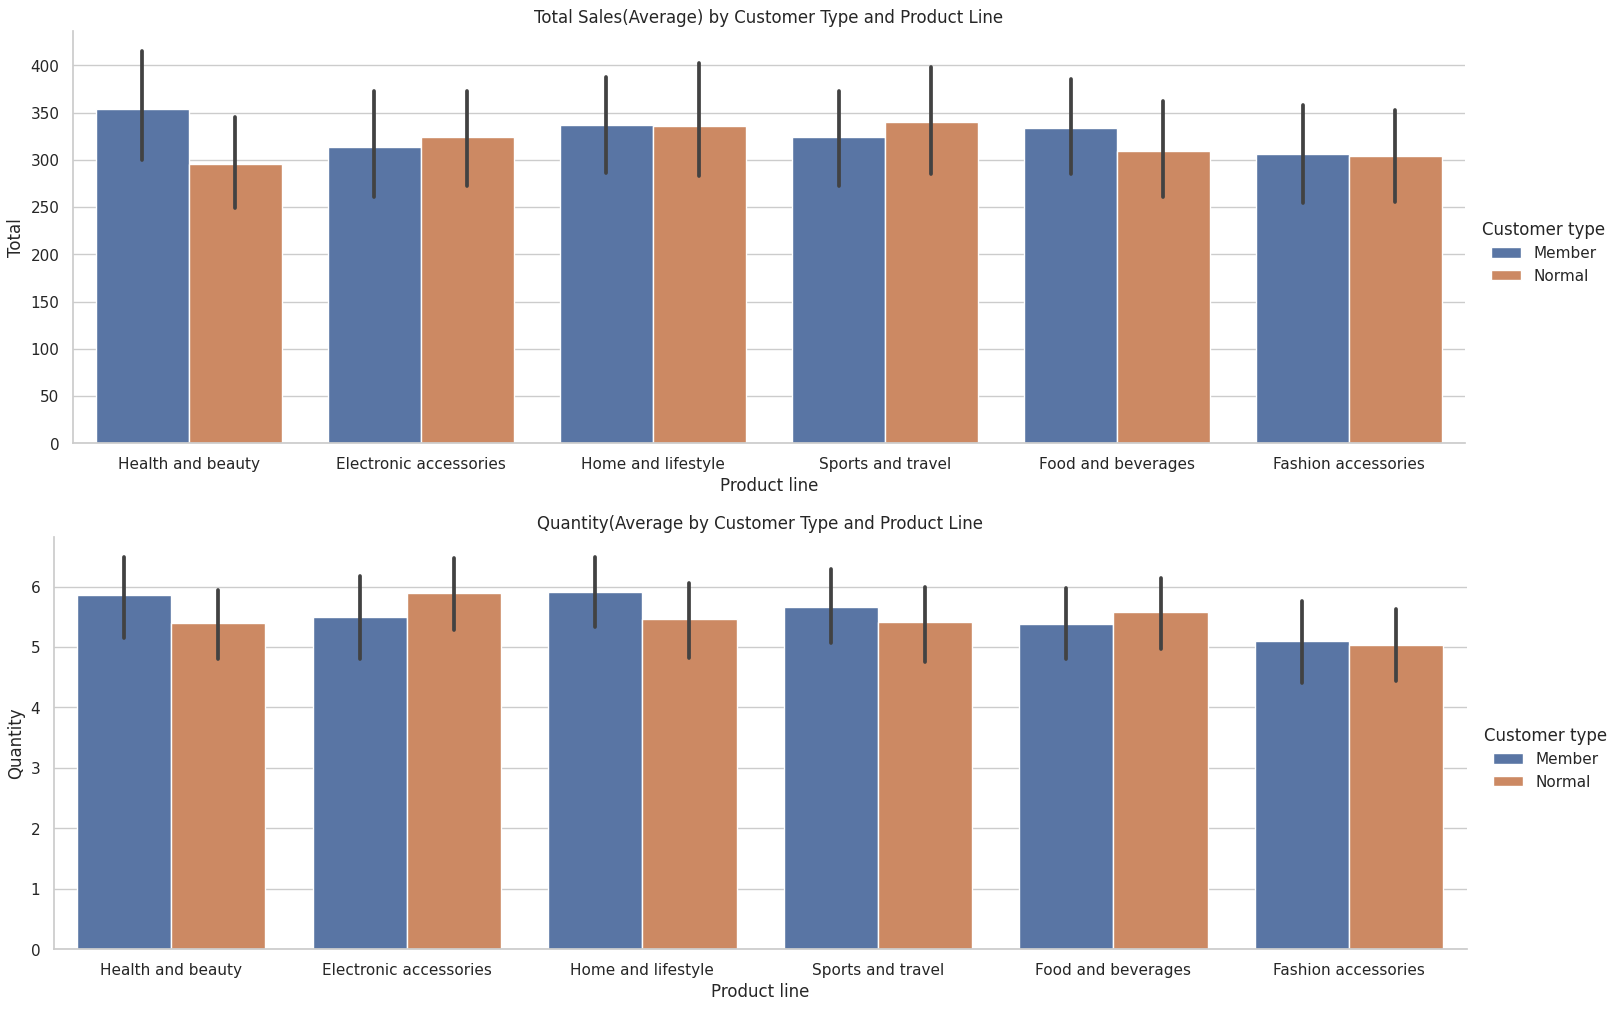 Total Sales(Average) by Customer Type and Product Line
400
350
300
250
200
150
100
50
0
Total
Health and beauty
Electronic accessories
Home and lifestyle
Sports and travel
Food and beverages
Fashion accessories
Product line
Customer type
Member
Normal
Quantity(Average by Customer Type and Product Line
6
5
4
3
2
1
0
Quantity
Health and beauty
Electronic accessories
Home and lifestyle
Sports and travel
Food and beverages
Fashion accessories
Product line
Customer type
Member
Normal